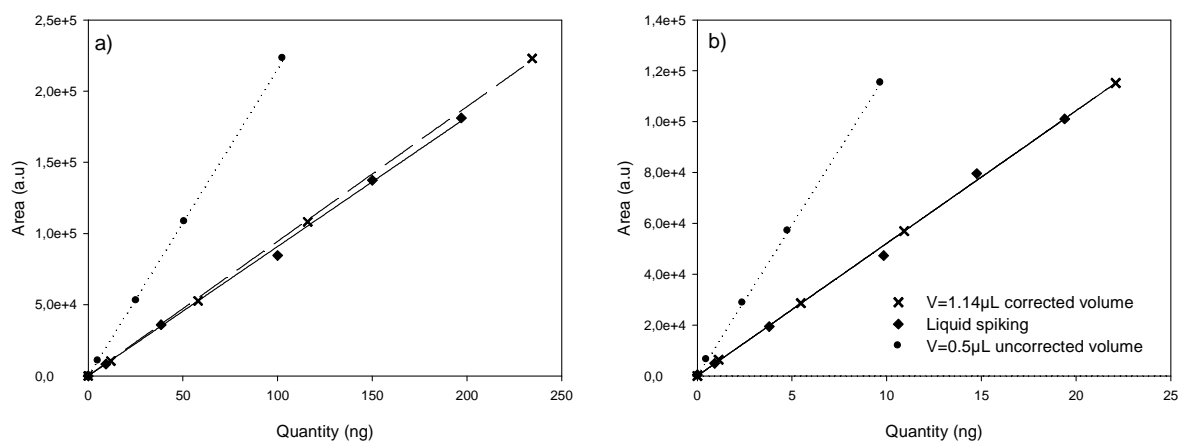 a)
2,5e+5
2,0e+5
1,5e+5
1,0e+5
5,0e+4
0,0
0 50 100 150 200 250
Area (a.u)
Quantity (ng)
b)
1,4e+5
1,2e+5
1,0e+5
8,0e+4
6,0e+4
4,0e+4
2,0e+4
0,0
0 5 10 15 20 25
Area (a.u)
Quantity (ng)
V=1.14µL corrected volume
Liquid spiking
V=0.5µL uncorrected volume